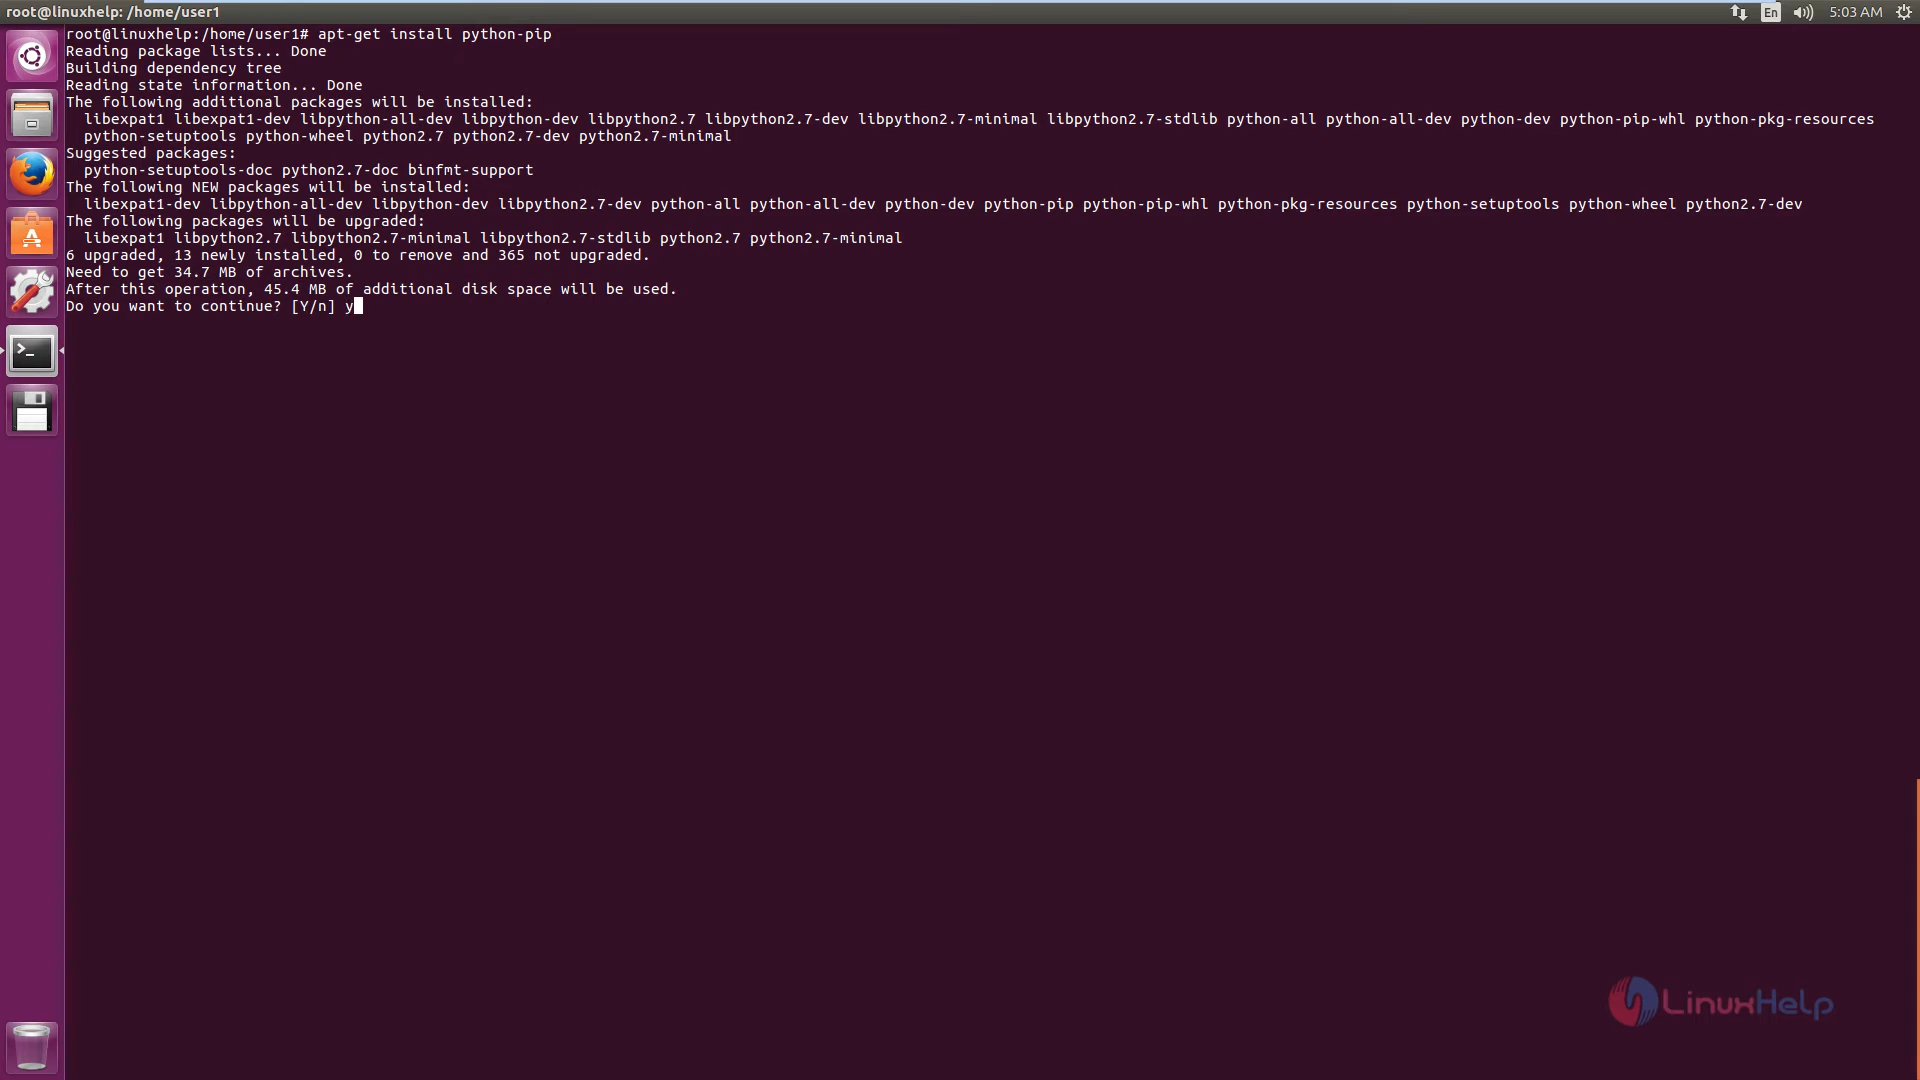 root@linuxhelp: /home/user1
En
5:03 AM
root@linuxhelp:/home/user1# apt-get install python-pip
Reading package lists... Done
Building dependency tree
Reading state information... Done
The following additional packages will be installed:
libexpat1 libexpat1-dev libpython-all-dev libpython-dev libpython2.7 libpython2.7-dev libpython2.7-minimal libpython2.7-stdlib python-all python-all-dev python-dev python-pip-whl python-pkg-resources
python-setuptools python-wheel python2.7 python2.7-dev python2.7-minimal
Suggested packages:
python-setuptools-doc python2.7-doc binfmt-support
The following NEW packages will be installed:
libexpat1-dev libpython-all-dev libpython-dev libpython2.7-dev python-all python-all-dev python-dev python-pip python-pip-whl python-pkg-resources python-setuptools python-wheel python2.7-dev
The following packages will be upgraded:
libexpat1 libpython2.7 libpython2.7-minimal libpython2.7-stdlib python2.7 python2.7-minimal
6 upgraded, 13 newly installed, 0 to remove and 365 not upgraded.
Need to get 34.7 MB of archives.
After this operation, 45.4 MB of additional disk space will be used.
Do you want to continue? [Y/n] y
LinuxHelp